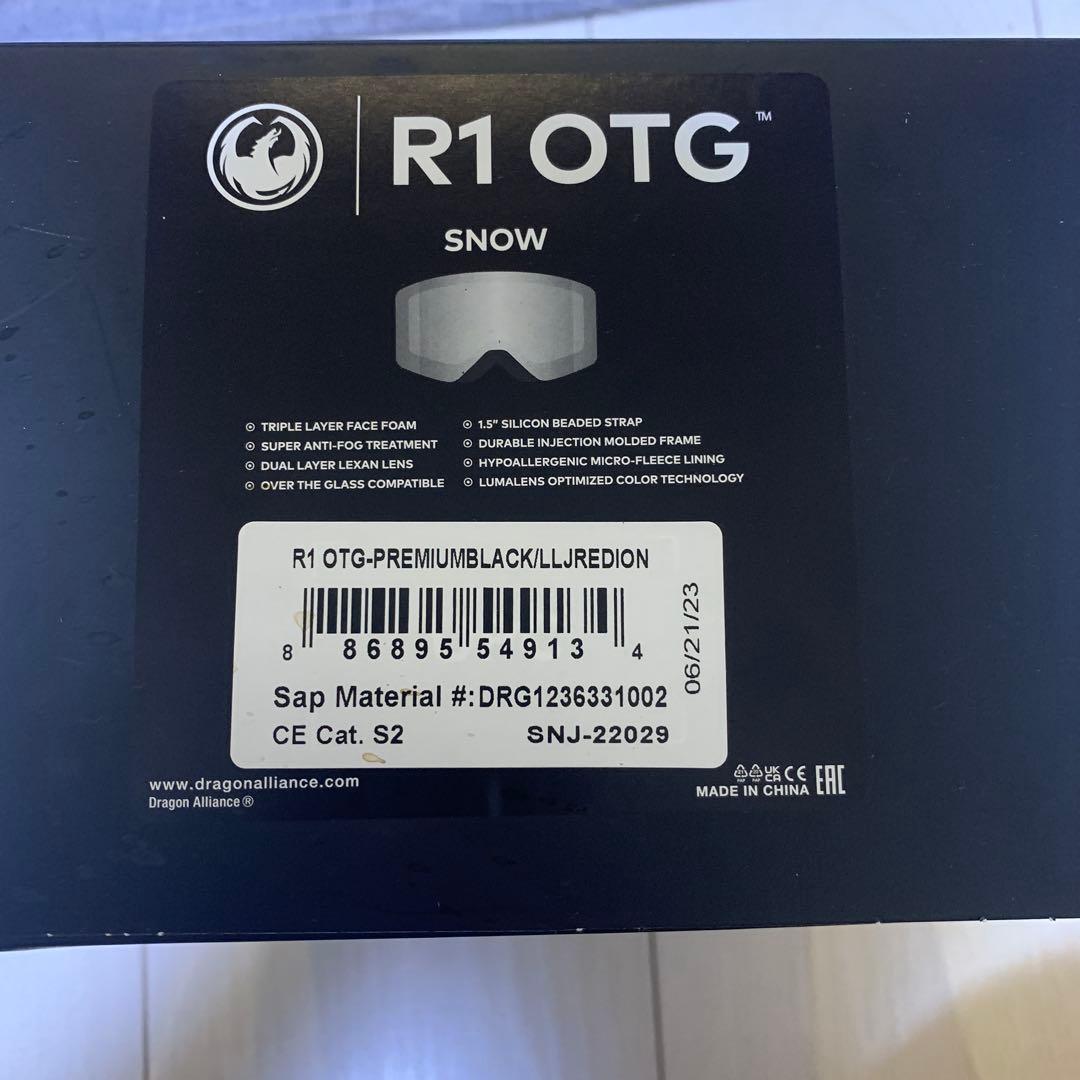 R1 OTG™
SNOW
TRIPLE LAYER FACE FOAM
SUPER ANTI-FOG TREATMENT
DUAL LAYER LEXAN LENS
OVER THE GLASS COMPATIBLE
1.5" SILICON BEADED STRAP
DURABLE INJECTION MOLDED FRAME
HYPOALLERGENIC MICRO-FLEECE LINING
LUMALENS OPTIMIZED COLOR TECHNOLOGY
R1 OTG-PREMIUMBLACK/LLJREDION
8 86895 54913 4
06/21/23
Sap Material #:DRG1236331002
CE Cat. S2 SNJ-22029
www.dragonalliance.com
Dragon Alliance®
UK CA CE EAC
MADE IN CHINA